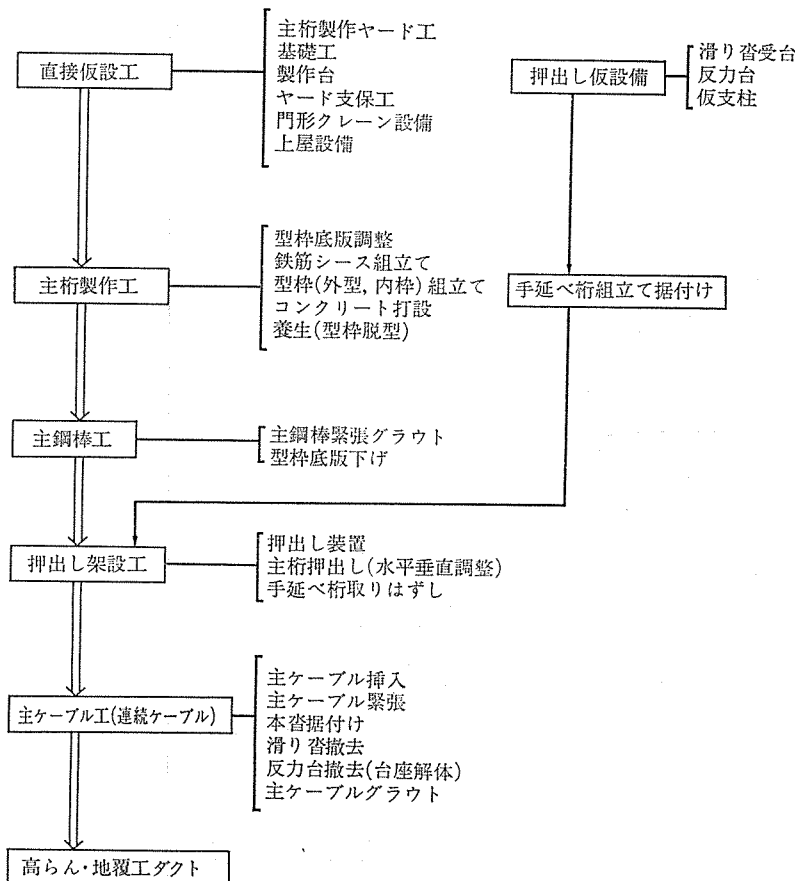 直接仮設工
主桁製作ヤード工
基礎工
製作台
ヤード支保工
門形クレーン設備
上屋設備
押出し仮設備
滑り沓受台
反力台
仮支柱
主桁製作工
型枠底版調整
鉄筋シース組立て
型枠(外型, 内枠)組立て
コンクリート打設
養生(型枠脱型)
手延べ桁組立て据付け
主鋼棒工
主鋼棒緊張グラウト
型枠底版下げ
押出し架設工
押出し装置
主桁押出し(水平垂直調整)
手延べ桁取りはずし
主ケーブル工(連続ケーブル)
主ケーブル挿入
主ケーブル緊張
本沓据付け
滑り沓撤去
反力台撤去(台座解体)
主ケーブルグラウト
高らん・地覆工ダクト